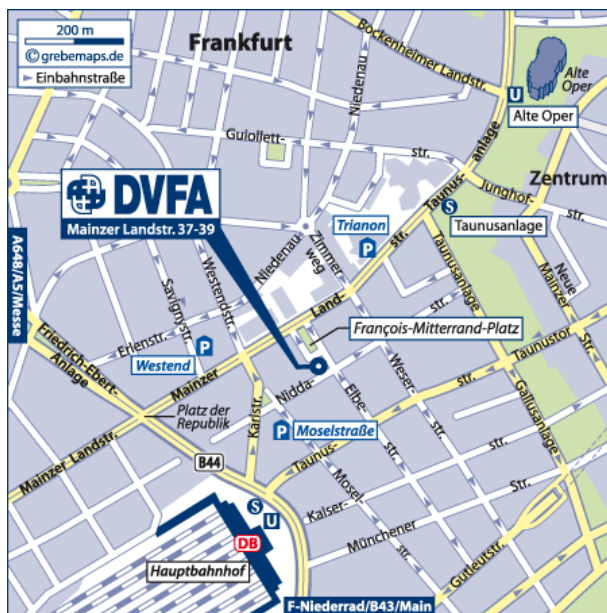 200 m
© grebemaps.de
Einbahnstraße
Frankfurt
Bockenheimer Landstr.
Alte
Oper
U
Alte Oper
Niedenau
Guiollett-
str.
Taunus-
anlage
Junghof-
Zentrum
str.
DVFA
Mainzer Landstr. 37-39
Trianon
P
S
Taunusanlage
A648/A5/Messe
Niedenau
Zimmer-
weg
str.
Taunusanlage
Mainzer
Neue
Savignystr.
Westendstr.
Land-
François-Mitterrand-Platz
Erlenstr.
P
Westend
Friedrich-Ebert-
Anlage
Mainzer
Nidda-
Elbe-
Weser-
Taunustor
Gallusanlage
Platz der
Republik
Karlstr.
P
Moselstraße
Mainzer Landstr.
B44
Taunus-
str.
Mosel-
str.
str.
str.
Kaiser-
Str.
S
U
DB
Münchener
Hauptbahnhof
Gutleutstr.
F-Niederrad/B43/Main